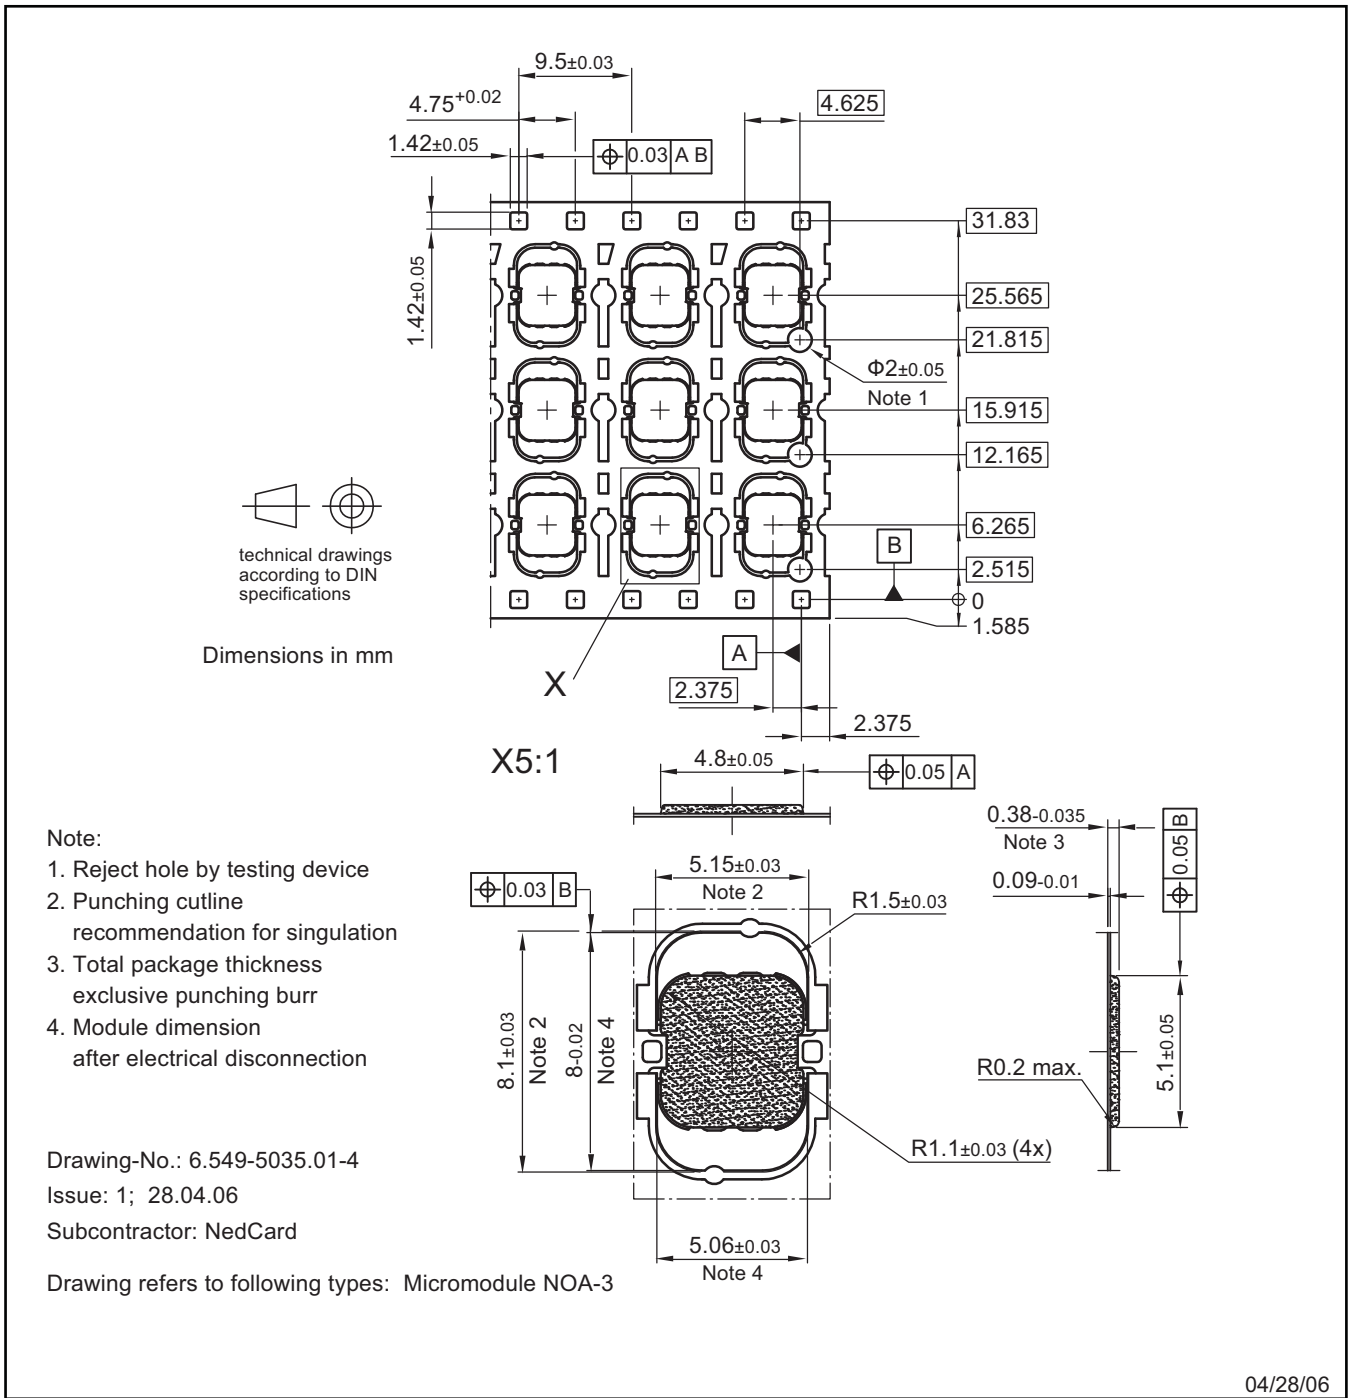 9.5±0.03
4.75+0.02
4.625
1.42±0.05
0.03 A B
31.83
1.42±0.05
25.565
21.815
Φ2±0.05
Note 1
15.915
12.165
6.265
B
2.515
0
1.585
technical drawings
according to DIN
specifications
Dimensions in mm
A
X
2.375
2.375
X5:1
4.8±0.05
0.05 A
0.38-0.035
Note 3
0.05 B
0.09-0.01
5.15±0.03
Note 2
0.03 B
R1.5±0.03
Note:
1. Reject hole by testing device
2. Punching cutline
recommendation for singulation
3. Total package thickness
exclusive punching burr
4. Module dimension
after electrical disconnection
8.1±0.03
Note 2
8-0.02
Note 4
R0.2 max.
5.1±0.05
R1.1±0.03 (4x)
5.06±0.03
Note 4
Drawing-No.: 6.549-5035.01-4
Issue: 1; 28.04.06
Subcontractor: NedCard
Drawing refers to following types: Micromodule NOA-3
04/28/06